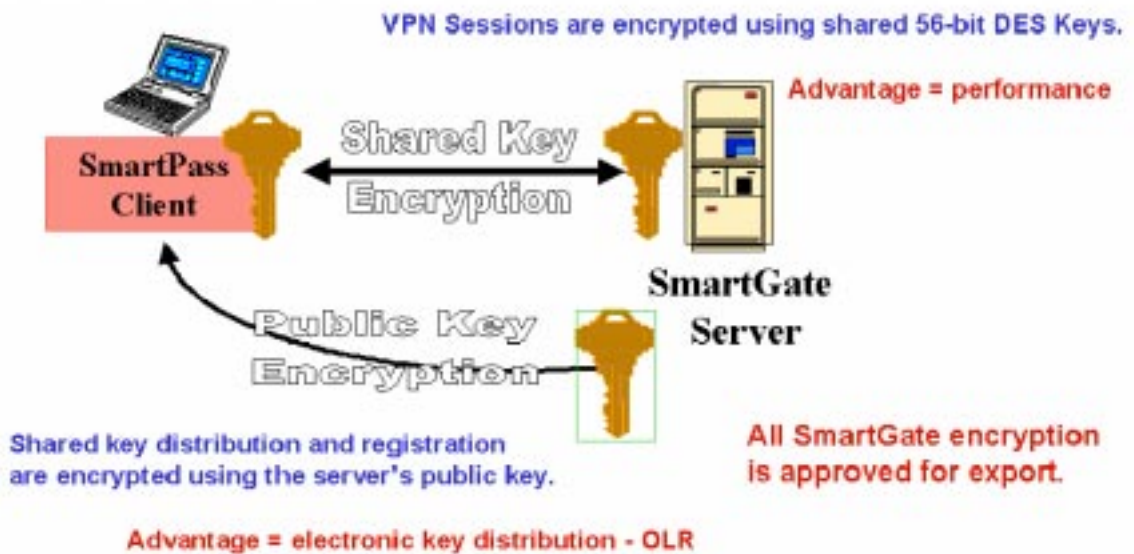 VPN Sessions are encrypted using shared 56-bit DES Keys.
Advantage = performance
Shared Key
Encryption
SmartPass
Client
SmartGate
Server
Public Key
Encryption
Shared key distribution and registration
are encrypted using the server's public key.
All SmartGate encryption
is approved for export.
Advantage = electronic key distribution - OLR